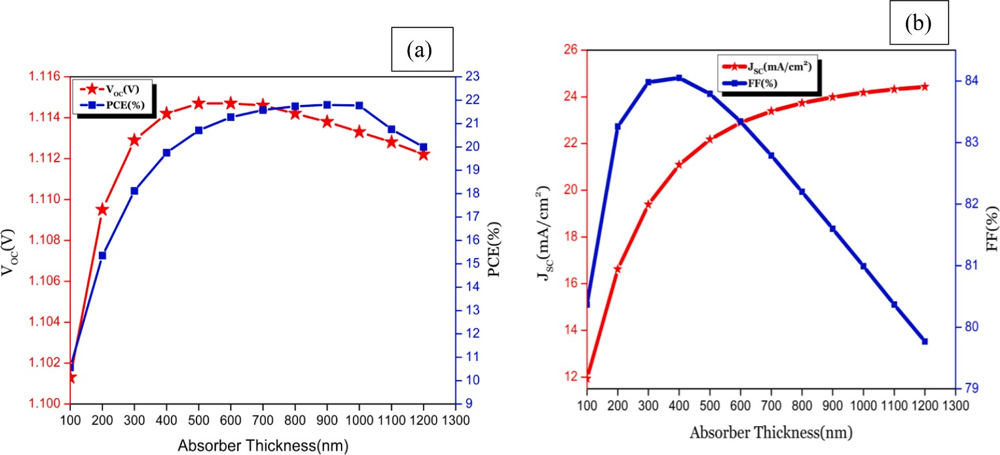 (a)
1.116
1.114
1.112
1.110
1.108
1.106
1.104
1.102
1.100
V_OC(V)
V_OC(V)
PCE(%)
23
22
21
20
19
18
17
16
15
14
13
12
11
10
9
PCE(%)
100 200 300 400 500 600 700 800 900 1000 1100 1200 1300
Absorber Thickness(nm)
(b)
26
24
22
20
18
16
14
12
J_SC(mA/cm²)
J_SC(mA/cm²)
FF(%)
84
83
82
81
80
79
FF(%)
100 200 300 400 500 600 700 800 900 1000 1100 1200 1300
Absorber Thickness(nm)